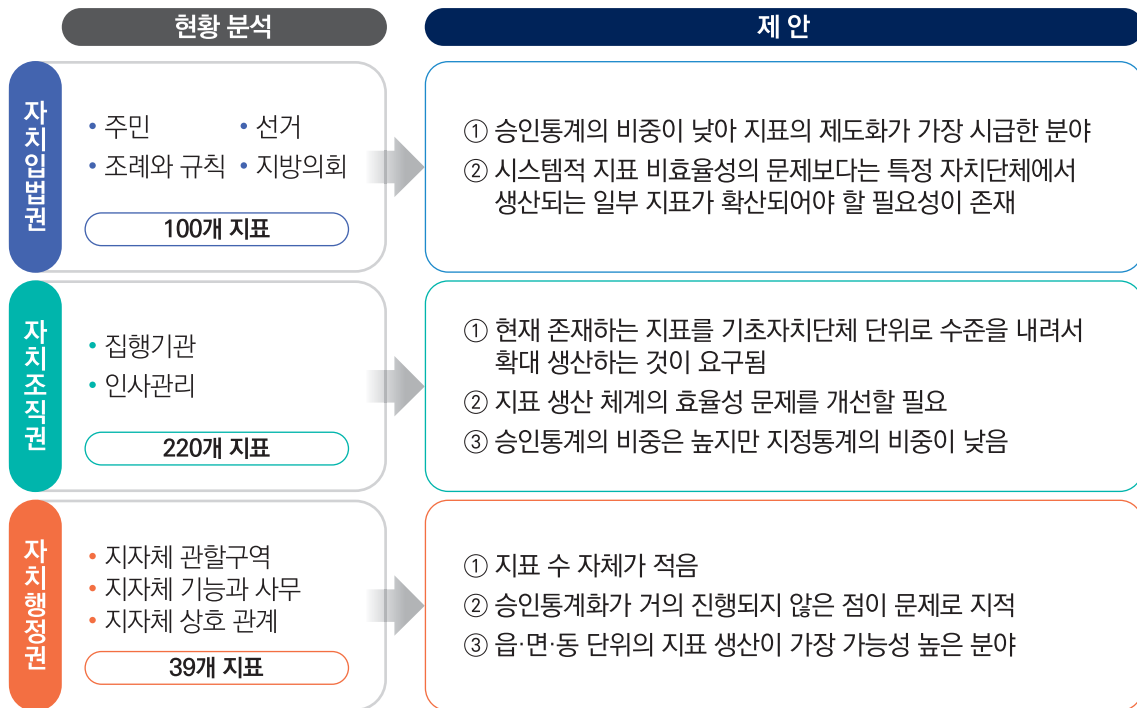 현황 분석
제 안
자치입법권
• 주민 • 선거
• 조례와 규칙 • 지방의회
100개 지표
① 승인통계의 비중이 낮아 지표의 제도화가 가장 시급한 분야
② 시스템적 지표 비효율성의 문제보다는 특정 자치단체에서
생산되는 일부 지표가 확산되어야 할 필요성이 존재
자치조직권
• 집행기관
• 인사관리
220개 지표
① 현재 존재하는 지표를 기초자치단체 단위로 수준을 내려서
확대 생산하는 것이 요구됨
② 지표 생산 체계의 효율성 문제를 개선할 필요
③ 승인통계의 비중은 높지만 지정통계의 비중이 낮음
자치행정권
• 지자체 관할구역
• 지자체 기능과 사무
• 지자체 상호 관계
39개 지표
① 지표 수 자체가 적음
② 승인통계화가 거의 진행되지 않은 점이 문제로 지적
③ 읍·면·동 단위의 지표 생산이 가장 가능성 높은 분야